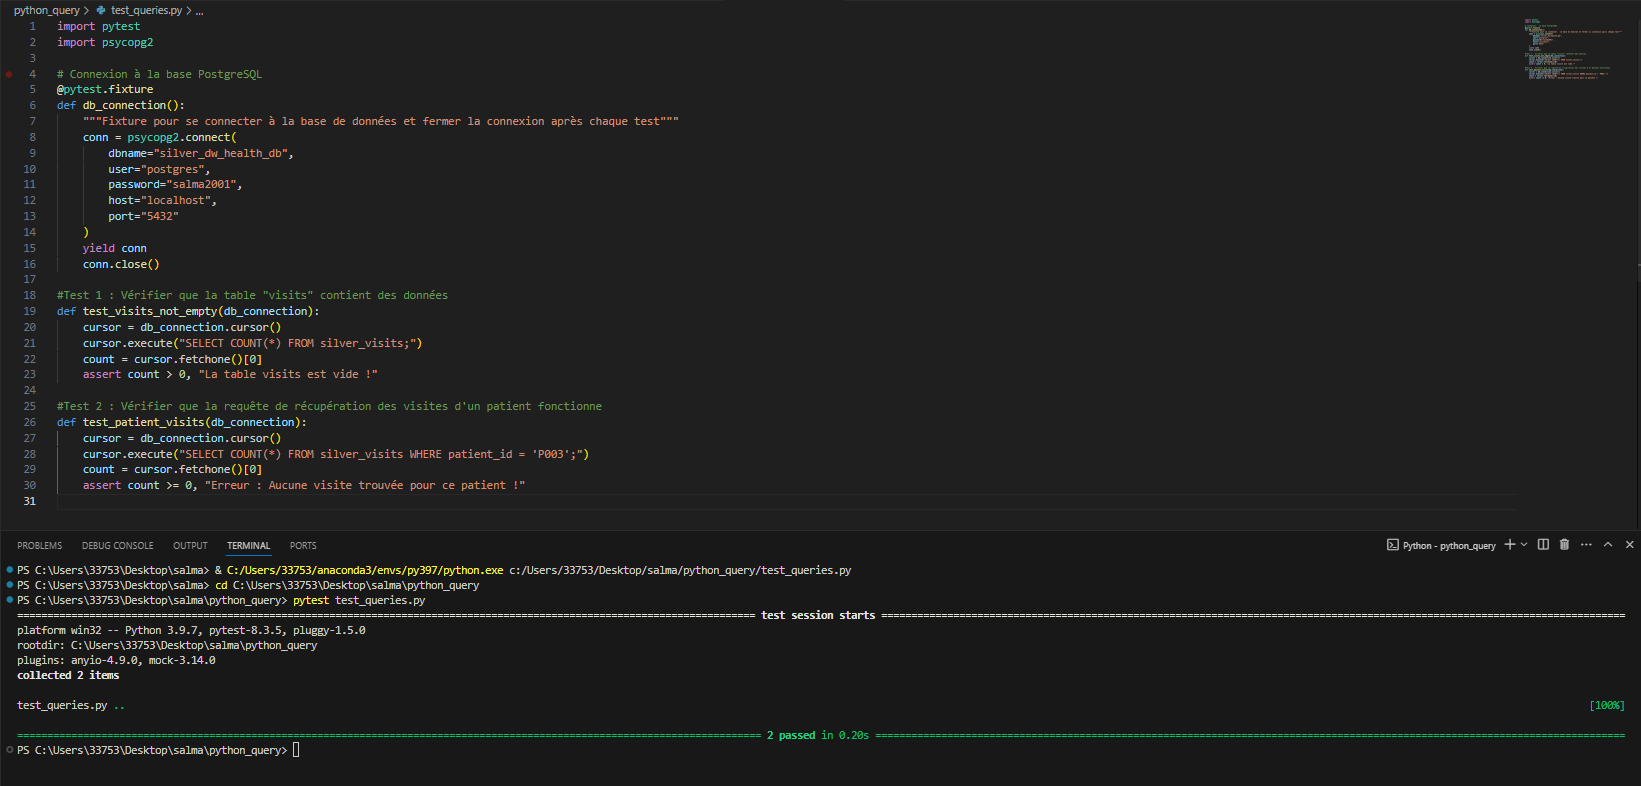 python_query > test_queries.py > ...
1 import pytest
2 import psycopg2
3
4 # Connexion à la base PostgreSQL
5 @pytest.fixture
6 def db_connection():
7 """Fixture pour se connecter à la base de données et fermer la connexion après chaque test"""
8 conn = psycopg2.connect(
9 dbname="silver_dw_health_db",
10 user="postgres",
11 password="salma2001",
12 host="localhost",
13 port="5432"
14 )
15 yield conn
16 conn.close()
17
18 #Test 1 : Vérifier que la table "visits" contient des données
19 def test_visits_not_empty(db_connection):
20 cursor = db_connection.cursor()
21 cursor.execute("SELECT COUNT(*) FROM silver_visits;")
22 count = cursor.fetchone()[0]
23 assert count > 0, "La table visits est vide !"
24
25 #Test 2 : Vérifier que la requête de récupération des visites d'un patient fonctionne
26 def test_patient_visits(db_connection):
27 cursor = db_connection.cursor()
28 cursor.execute("SELECT COUNT(*) FROM silver_visits WHERE patient_id = 'P003';")
29 count = cursor.fetchone()[0]
30 assert count >= 0, "Erreur : Aucune visite trouvée pour ce patient !"
31
PROBLEMS DEBUG CONSOLE OUTPUT TERMINAL PORTS Python - python_query
PS C:\Users\33753\Desktop\salma> & C:/Users/33753/anaconda3/envs/py397/python.exe c:/Users/33753/Desktop/salma/python_query/test_queries.py
PS C:\Users\33753\Desktop\salma> cd C:\Users\33753\Desktop\salma\python_query
PS C:\Users\33753\Desktop\salma\python_query> pytest test_queries.py
test session starts
platform win32 -- Python 3.9.7, pytest-8.3.5, pluggy-1.5.0
rootdir: C:\Users\33753\Desktop\salma\python_query
plugins: anyio-4.9.0, mock-3.14.0
collected 2 items
test_queries.py .. [100%]
2 passed in 0.20s
PS C:\Users\33753\Desktop\salma\python_query>